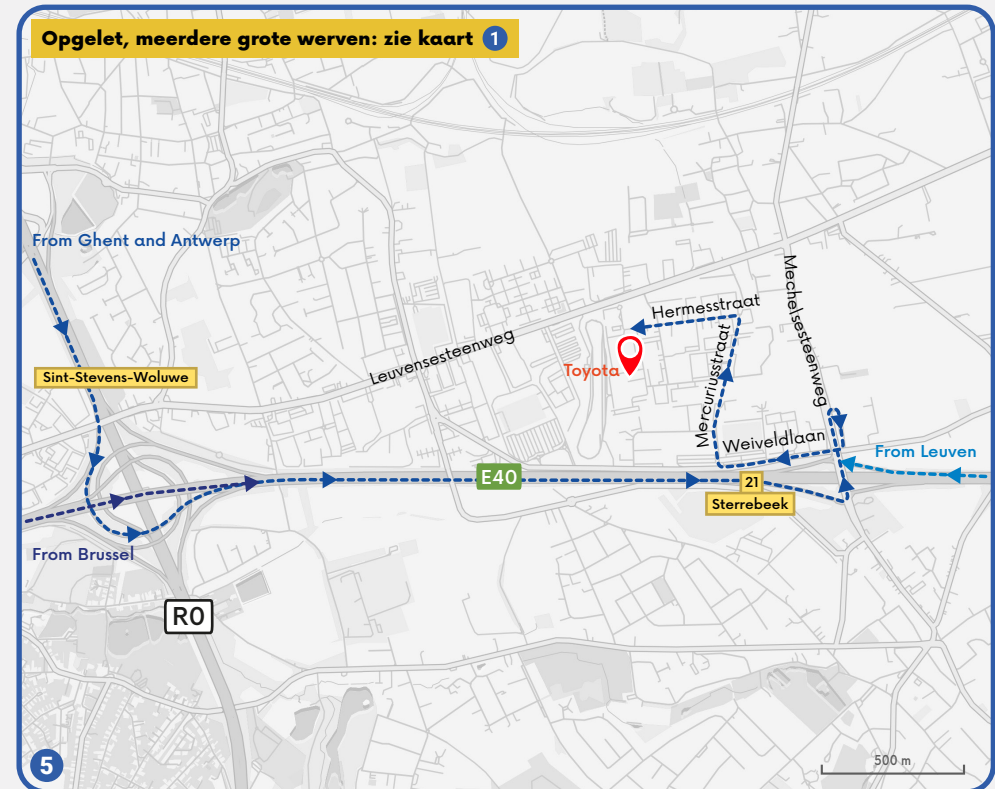 Opgelet, meerdere grote werven: zie kaart 1
From Ghent and Antwerp
Mechelsesteenweg
Hermesstraat
Leuvensesteenweg
Toyota
Sint-Stevens-Woluwe
Mercuriusstraat
Weiveldlaan
From Leuven
E40
21
Sterrebeek
From Brussel
R0
500 m
5